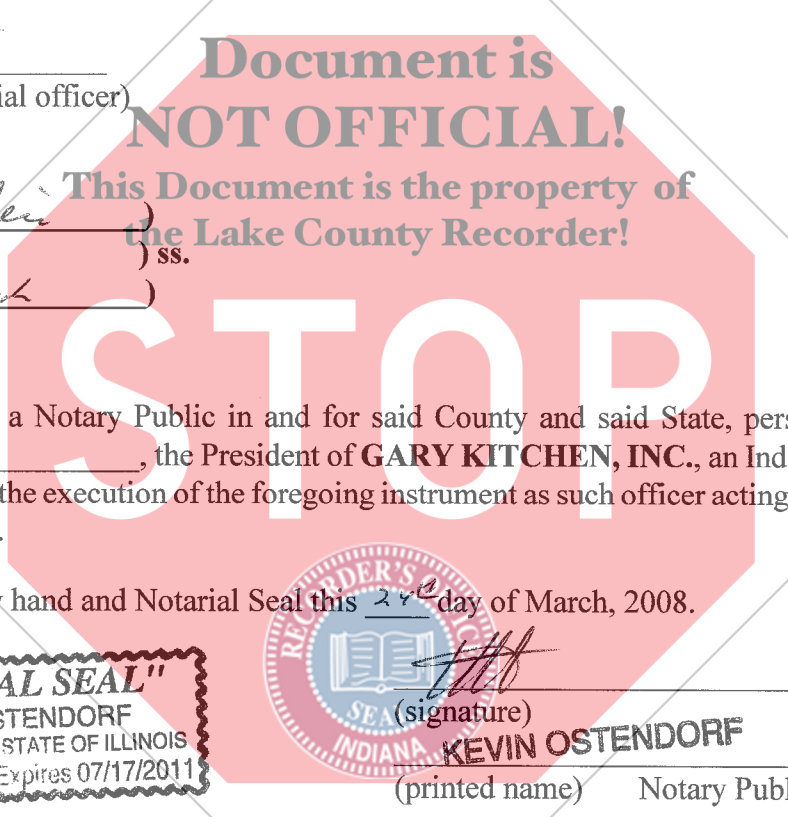 Document is
ial officer)
NOT OFFICIAL!
This Document is the property of
)
the Lake County Recorder!
) ss.
)
STOP
a Notary Public in and for said County and said State, pers
, the President of GARY KITCHEN, INC., an Ind
the execution of the foregoing instrument as such officer acting
.
hand and Notarial Seal this 24th day of March, 2008.
RECORDER'S OFFICE
SEAL
INDIANA
AL SEAL"
STENDORF
STATE OF ILLINOIS
Expires 07/17/2011
(signature)
KEVIN OSTENDORF
(printed name) Notary Publ